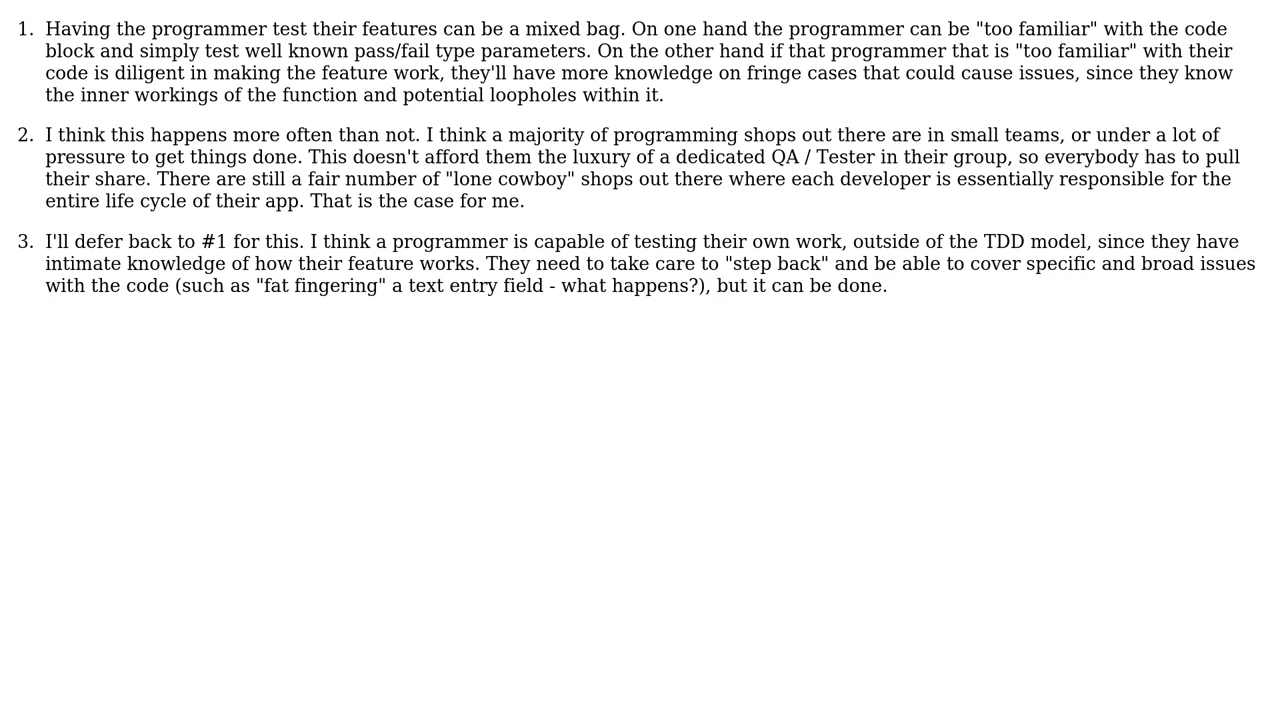 1. Having the programmer test their features can be a mixed bag. On one hand the programmer can be "too familiar" with the code
block and simply test well known pass/fail type parameters. On the other hand if that programmer that is "too familiar" with their
code is diligent in making the feature work, they'll have more knowledge on fringe cases that could cause issues, since they know
the inner workings of the function and potential loopholes within it.
2. I think this happens more often than not. I think a majority of programming shops out there are in small teams, or under a lot of
pressure to get things done. This doesn't afford them the luxury of a dedicated QA / Tester in their group, so everybody has to pull
their share. There are still a fair number of "lone cowboy" shops out there where each developer is essentially responsible for the
entire life cycle of their app. That is the case for me.
3. I'll defer back to #1 for this. I think a programmer is capable of testing their own work, outside of the TDD model, since they have
intimate knowledge of how their feature works. They need to take care to "step back" and be able to cover specific and broad issues
with the code (such as "fat fingering" a text entry field - what happens?), but it can be done.